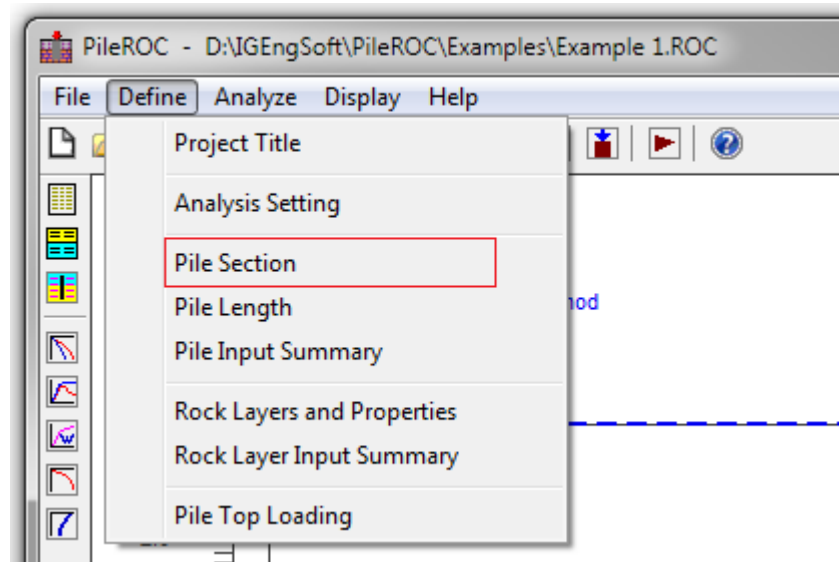 PileROC - D:\IGEngSoft\PileROC\Examples\Example 1.ROC
File Define Analyze Display Help
Project Title
Analysis Setting
Pile Section
Pile Length
Pile Input Summary
Rock Layers and Properties
Rock Layer Input Summary
Pile Top Loading